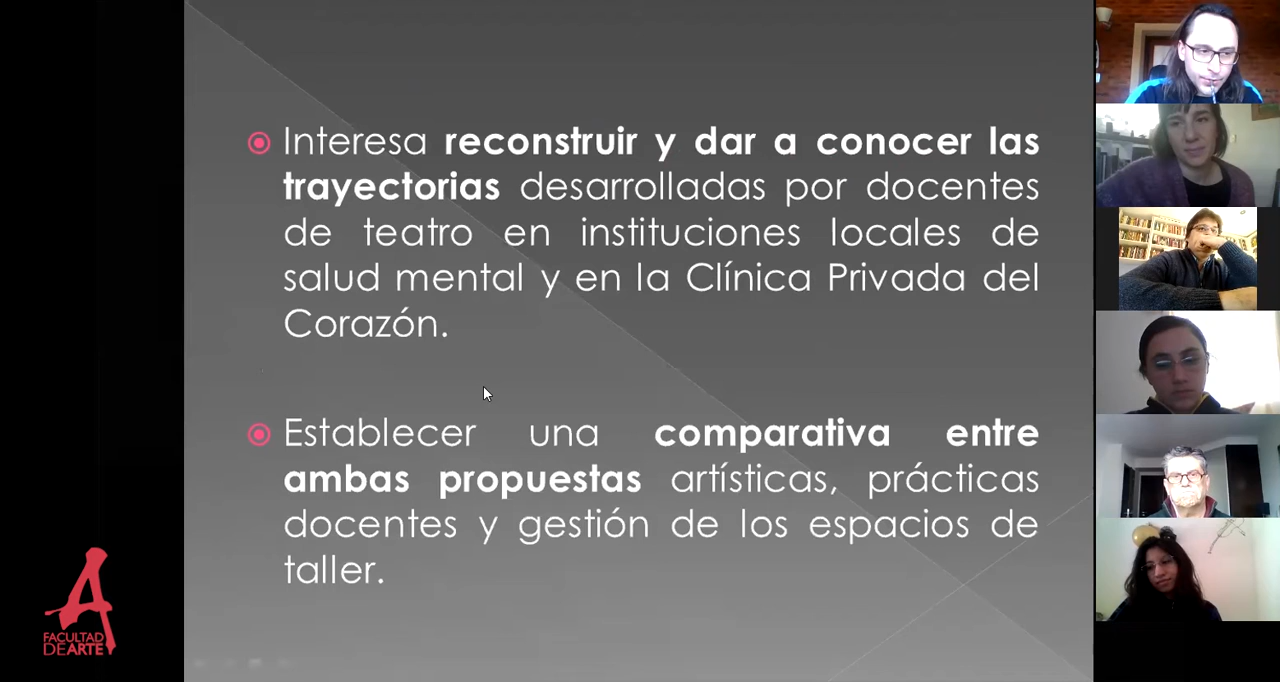 Interesa reconstruir y dar a conocer las
trayectorias desarrolladas por docentes
de teatro en instituciones locales de
salud mental y en la Clínica Privada del
Corazón.
Establecer una comparativa entre
ambas propuestas artísticas, prácticas
docentes y gestión de los espacios de
taller.
FACULTAD
DEARTE